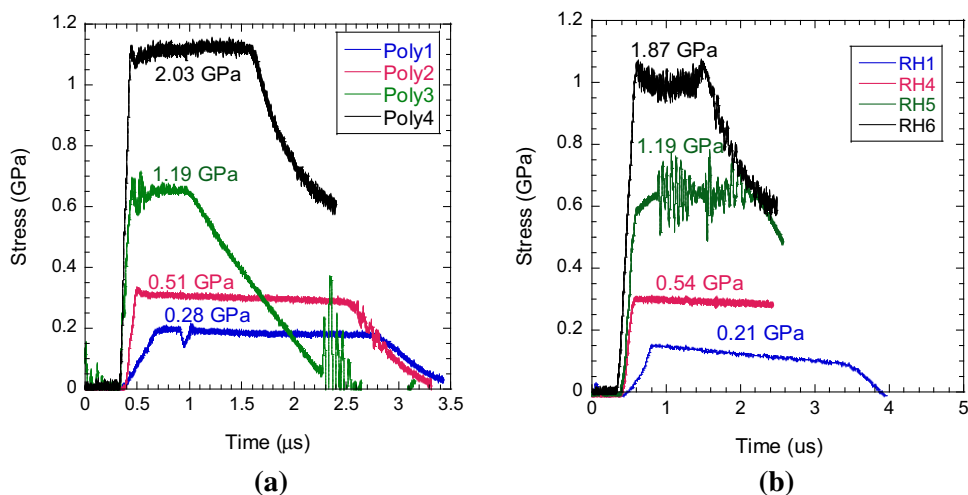 1.2
1
0.8
0.6
0.4
0.2
0
Stress (GPa)
2.03 GPa
1.19 GPa
0.51 GPa
0.28 GPa
Poly1
Poly2
Poly3
Poly4
0 0.5 1 1.5 2 2.5 3 3.5
Time (μs)
(a)
1.2
1
0.8
0.6
0.4
0.2
0
Stress (GPa)
1.87 GPa
1.19 GPa
0.54 GPa
0.21 GPa
RH1
RH4
RH5
RH6
0 1 2 3 4 5
Time (us)
(b)